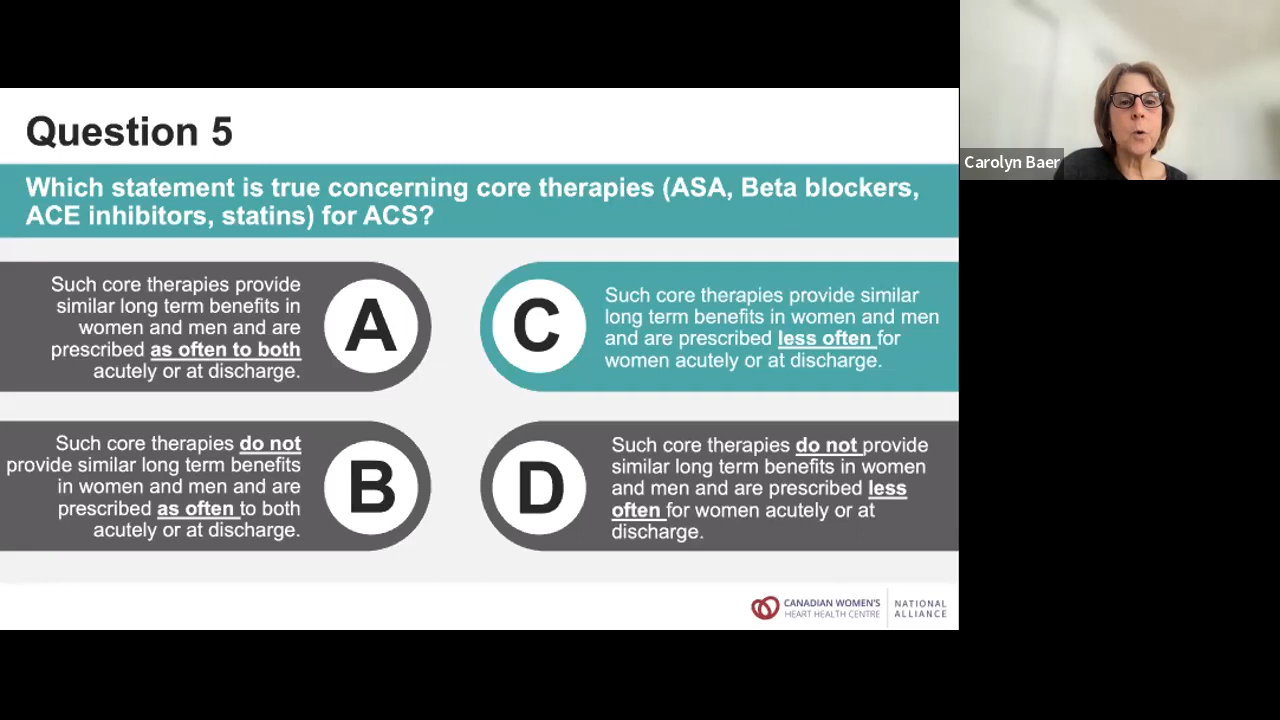 Question 5
Which statement is true concerning core therapies (ASA, Beta blockers,
ACE inhibitors, statins) for ACS?
Such core therapies provide
similar long term benefits in
women and men and are
prescribed as often to both
acutely or at discharge.
A
C
Such core therapies provide similar
long term benefits in women and men
and are prescribed less often for
women acutely or at discharge.
Such core therapies do not
provide similar long term benefits
in women and men and are
prescribed as often to both
acutely or at discharge.
B
D
Such core therapies do not provide
similar long term benefits in women
and men and are prescribed less
often for women acutely or at
discharge.
CANADIAN WOMEN'S
HEART HEALTH CENTRE
NATIONAL
ALLIANCE
Carolyn Baer